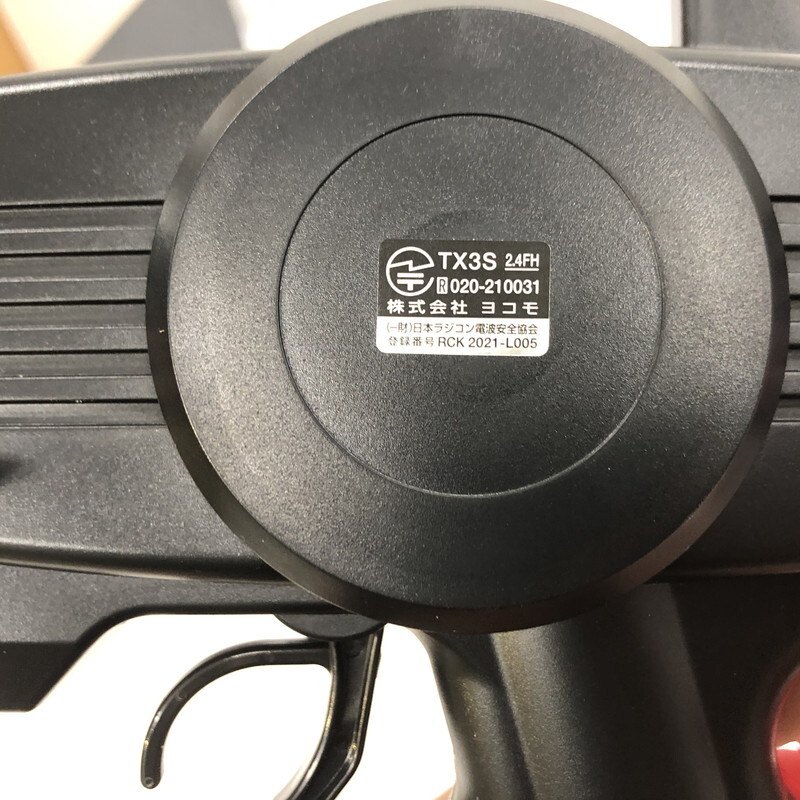 TX3S 2.4FH
R 020-210031
株式会社 ヨコモ
(一財)日本ラジコン電波安全協会
登録番号 RCK 2021-L005